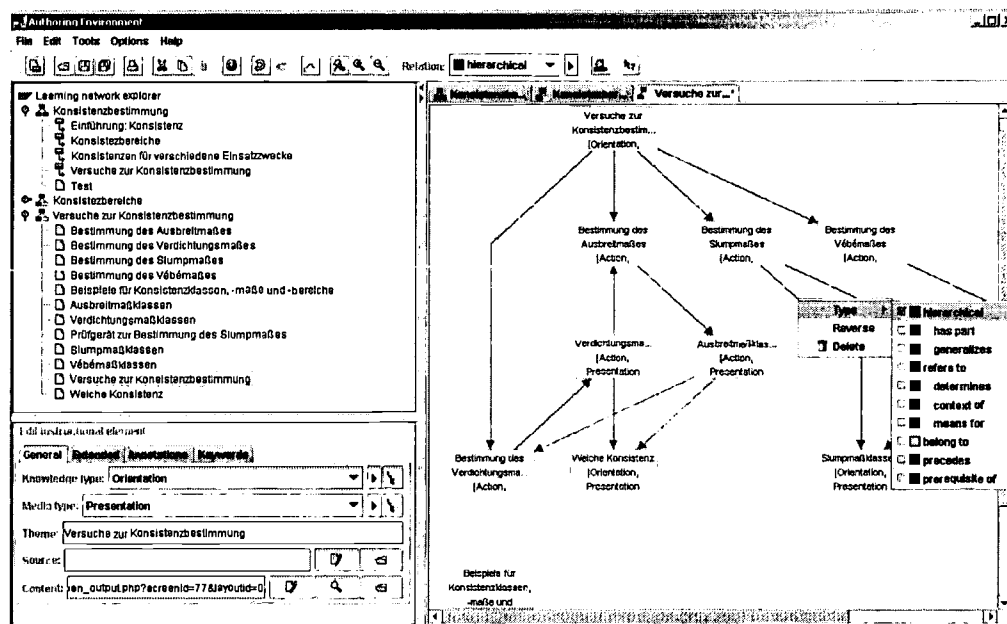 Authoring Environment
File Edit Tools Options Help
Relation: hierarchical
Learning network explorer
Konsistenzbestimmung
Einführung: Konsistenz
Konsistezbereiche
Konsistenzen für verschiedene Einsatzzwecke
Versuche zur Konsistenzbestimmung
Test
Konsistezbereiche
Versuche zur Konsistenzbestimmung
Bestimmung des Ausbreitmaßes
Bestimmung des Verdichtungsmaßes
Bestimmung des Slumpmaßes
Bestimmung des Vébémaßes
Beispiele für Konsistenzklassen, -maße und -bereiche
Ausbreitmaßklassen
Verdichtungsmaßklassen
Prüfgerät zur Bestimmung des Slumpmaßes
Slumpmaßklassen
Vébémaßklassen
Versuche zur Konsistenzbestimmung
Welche Konsistenz
Edit instructional element
General Extended Annotations Keywords
Knowledge type: Orientation
Media type: Presentation
Theme: Versuche zur Konsistenzbestimmung
Source:
Content: en_output.php?screenid=77&layoutid=0
Versuche zur...*
Versuche zur
Konsistenzbestim...
[Orientation,
Bestimmung des
Ausbreitmaßes
[Action,
Bestimmung des
Slumpmaßes
[Action,
Bestimmung des
Vébémaßes
[Action,
Verdichtungsma...
[Action,
Presentation
Ausbreitmaßklas...
[Action,
Presentation
Bestimmung des
Verdichtungsma...
[Action,
Welche Konsistenz
[Orientation,
Presentation
Slumpmaßklasse
[Orientation,
Presentation
Beispiele für
Konsistenzklassen,
-maße und
Type
Reverse
Delete
hierarchical
has part
generalizes
refers to
determines
context of
means for
belong to
precedes
prerequisite of